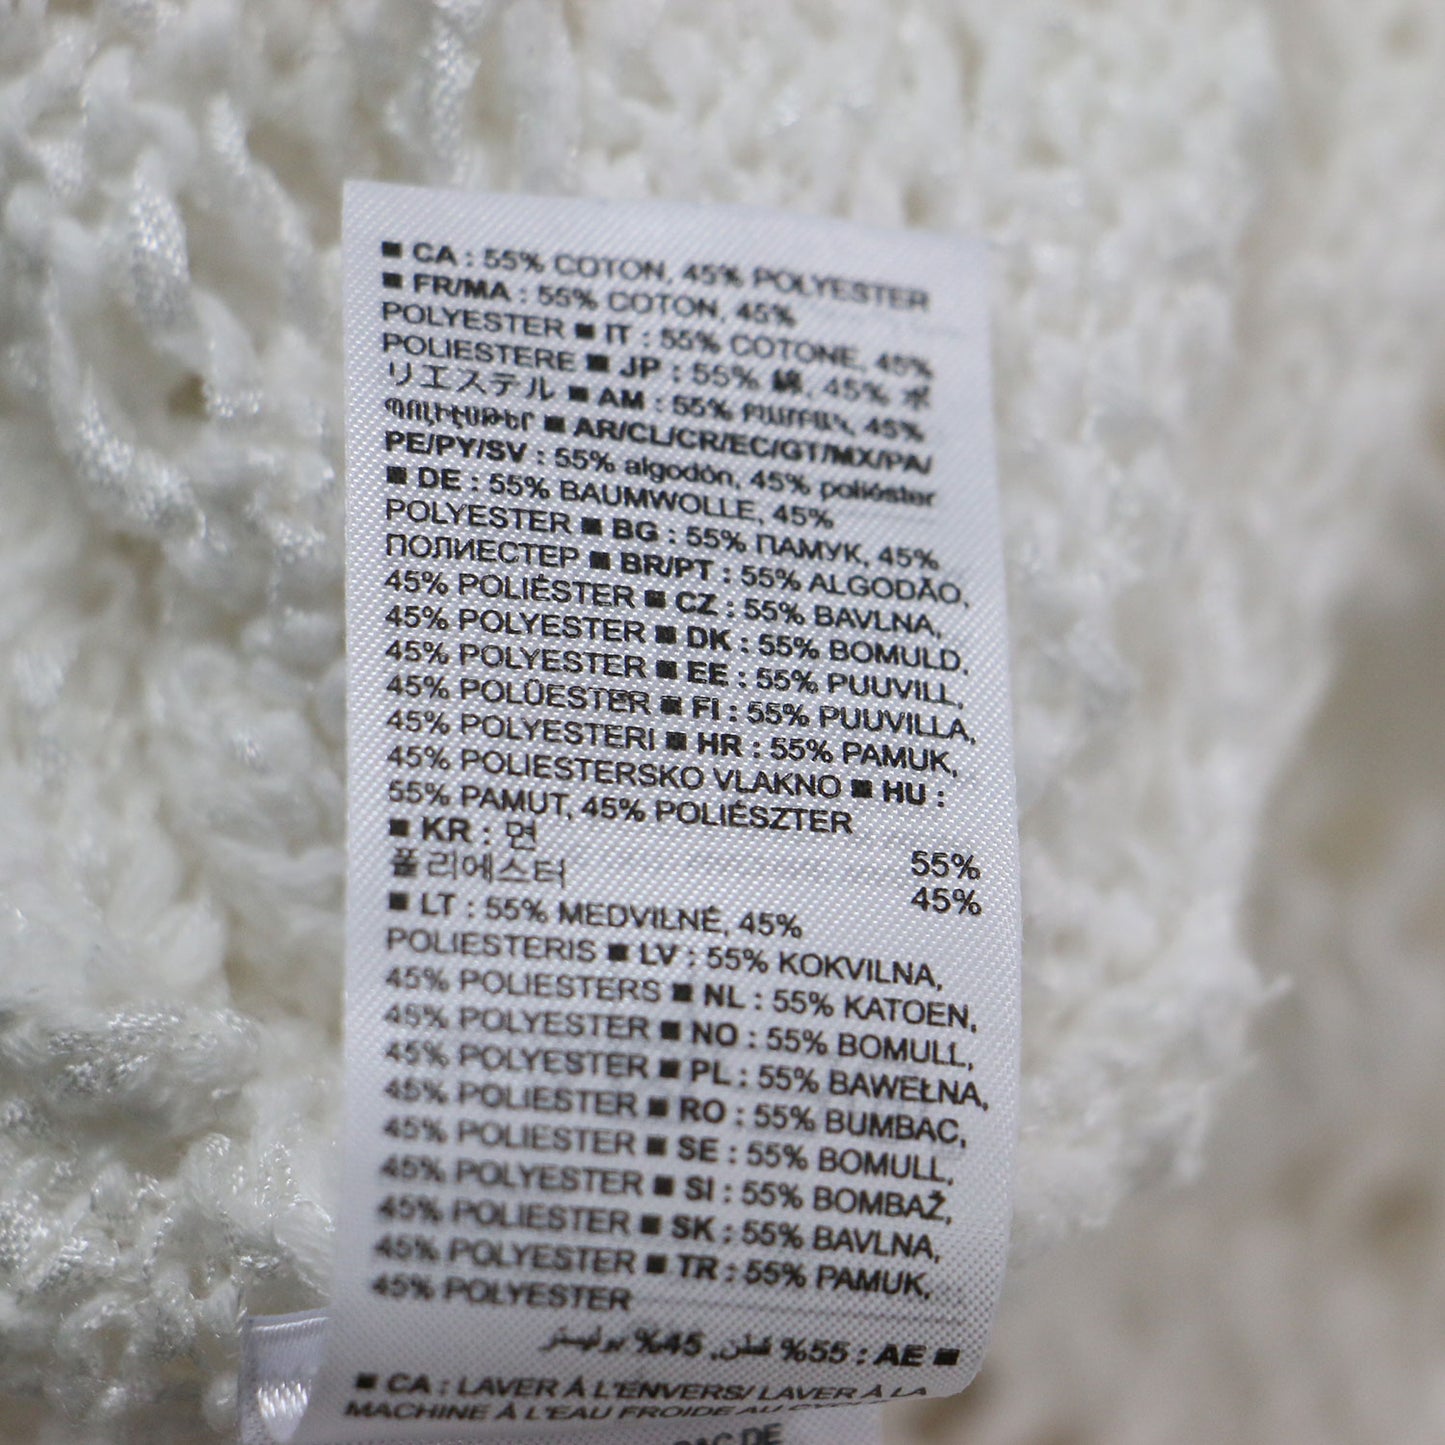 ■ CA : 55% COTON, 45% POLYESTER
■ FR/MA : 55% COTON, 45%
POLYESTER ■ IT : 55% COTONE, 45%
POLIESTERE ■ JP : 55% 綿, 45% ポ
リエステル ■ AM : 55% ԲԱՄԲԱԿ, 45%
ՊՈԼԻԷՍԹԵՐ ■ AR/CL/CR/EC/GT/MX/PA/
PE/PY/SV : 55% algodón, 45% poliéster
■ DE : 55% BAUMWOLLE, 45%
POLYESTER ■ BG : 55% ПАМУК, 45%
ПОЛИЕСТЕР ■ BR/PT : 55% ALGODÃO,
45% POLIÉSTER ■ CZ : 55% BAVLNA,
45% POLYESTER ■ DK : 55% BOMULD,
45% POLYESTER ■ EE : 55% PUUVILL,
45% POLÜESTER ■ FI : 55% PUUVILLA,
45% POLYESTERI ■ HR : 55% PAMUK,
45% POLIESTERSKO VLAKNO ■ HU :
55% PAMUT, 45% POLIÉSZTER
■ KR : 면 55%
폴리에스터 45%
■ LT : 55% MEDVILNĖ, 45%
POLIESTERIS ■ LV : 55% KOKVILNA,
45% POLIESTERS ■ NL : 55% KATOEN,
45% POLYESTER ■ NO : 55% BOMULL,
45% POLYESTER ■ PL : 55% BAWEŁNA,
45% POLIESTER ■ RO : 55% BUMBAC,
45% POLIESTER ■ SE : 55% BOMULL,
45% POLYESTER ■ SI : 55% BOMBAŽ,
45% POLIESTER ■ SK : 55% BAVLNA,
45% POLYESTER ■ TR : 55% PAMUK,
45% POLYESTER
■ AE : 55% قطن, 45% بوليستر
■ CA : LAVER À L'ENVERS/ LAVER À LA
MACHINE À L'EAU FROIDE AU
SAC DE